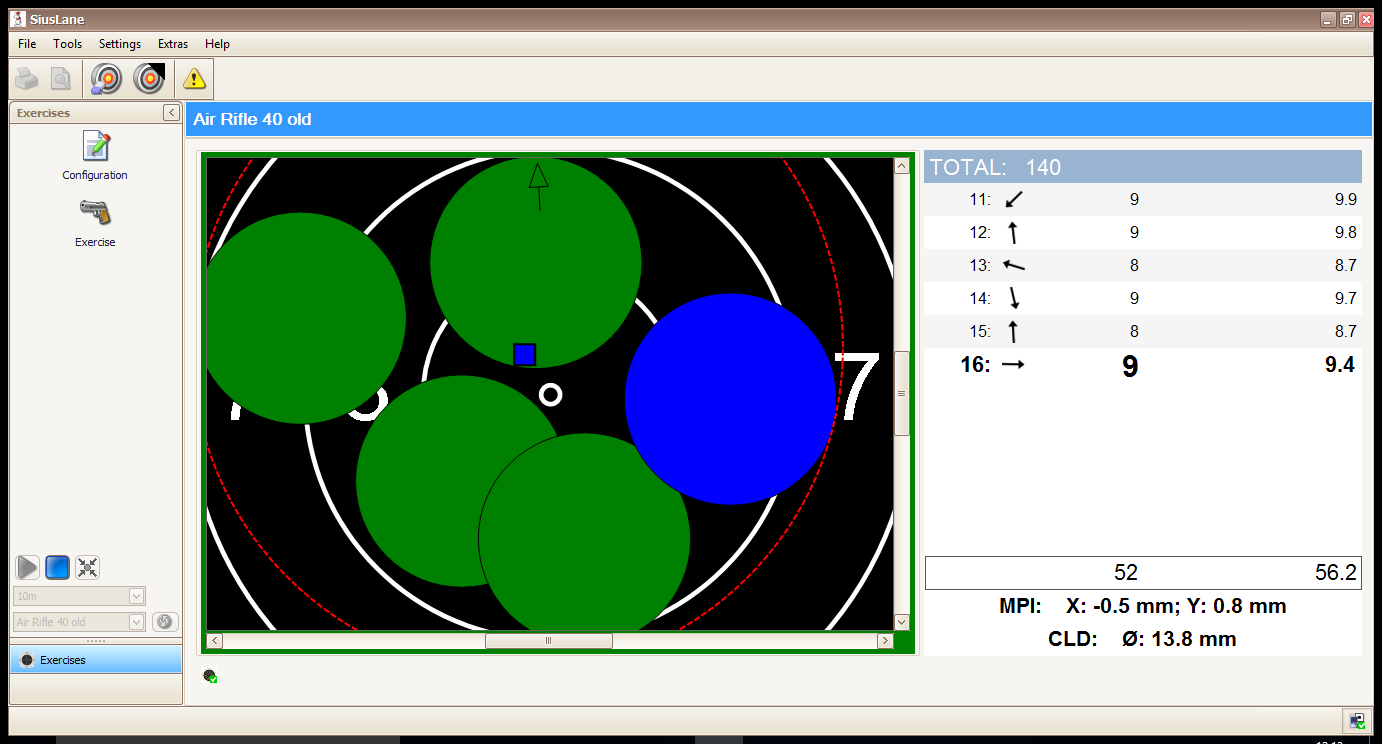 SiusLane
File Tools Settings Extras Help
Exercises
Configuration
Exercise
10m
Air Rifle 40 old
Exercises
Air Rifle 40 old
7
TOTAL: 140
11: 9 9.9
12: 9 9.8
13: 8 8.7
14: 9 9.7
15: 8 8.7
16: 9 9.4
52 56.2
MPI: X: -0.5 mm; Y: 0.8 mm
CLD: Ø: 13.8 mm